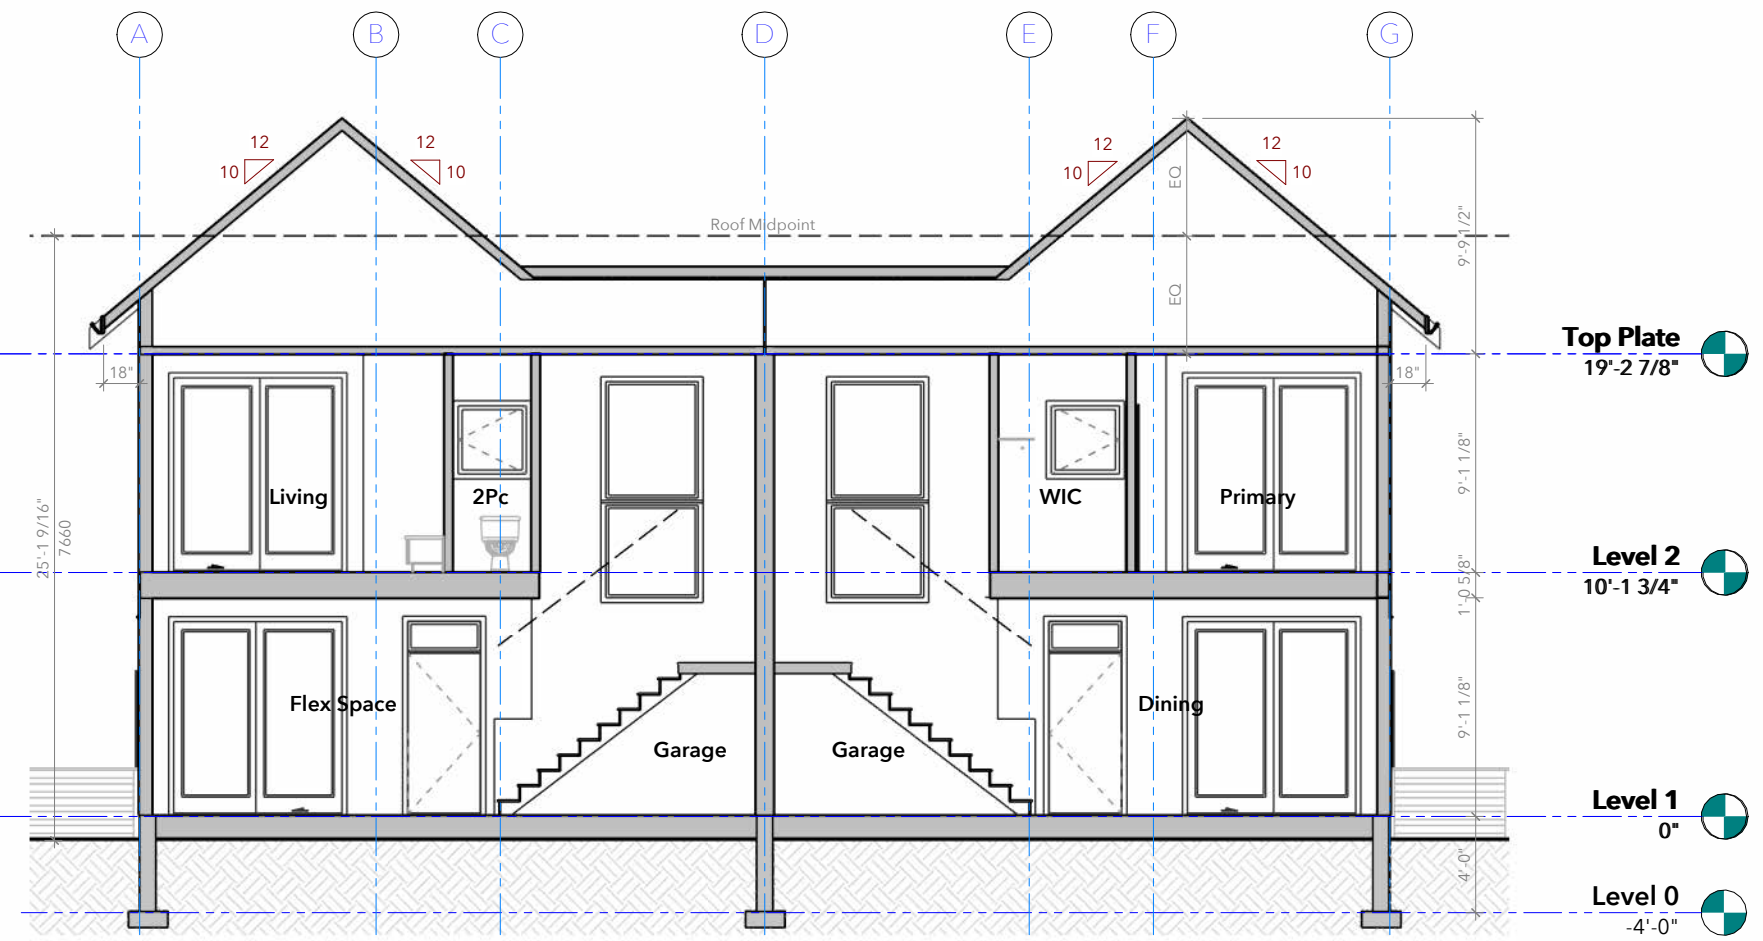 A B C D E F G
12
10
12
10
12
10
12
10
Roof Midpoint
EQ
EQ
9'-9 1/2"
Top Plate
19'-2 7/8"
18"
18"
Living
2Pc
WIC
Primary
9'-1 1/8"
25'-1 9/16"
7660
Level 2
10'-1 3/4"
1'-0 5/8"
Flex Space
Garage
Garage
Dining
9'-1 1/8"
Level 1
0"
4'-0"
Level 0
-4'-0"